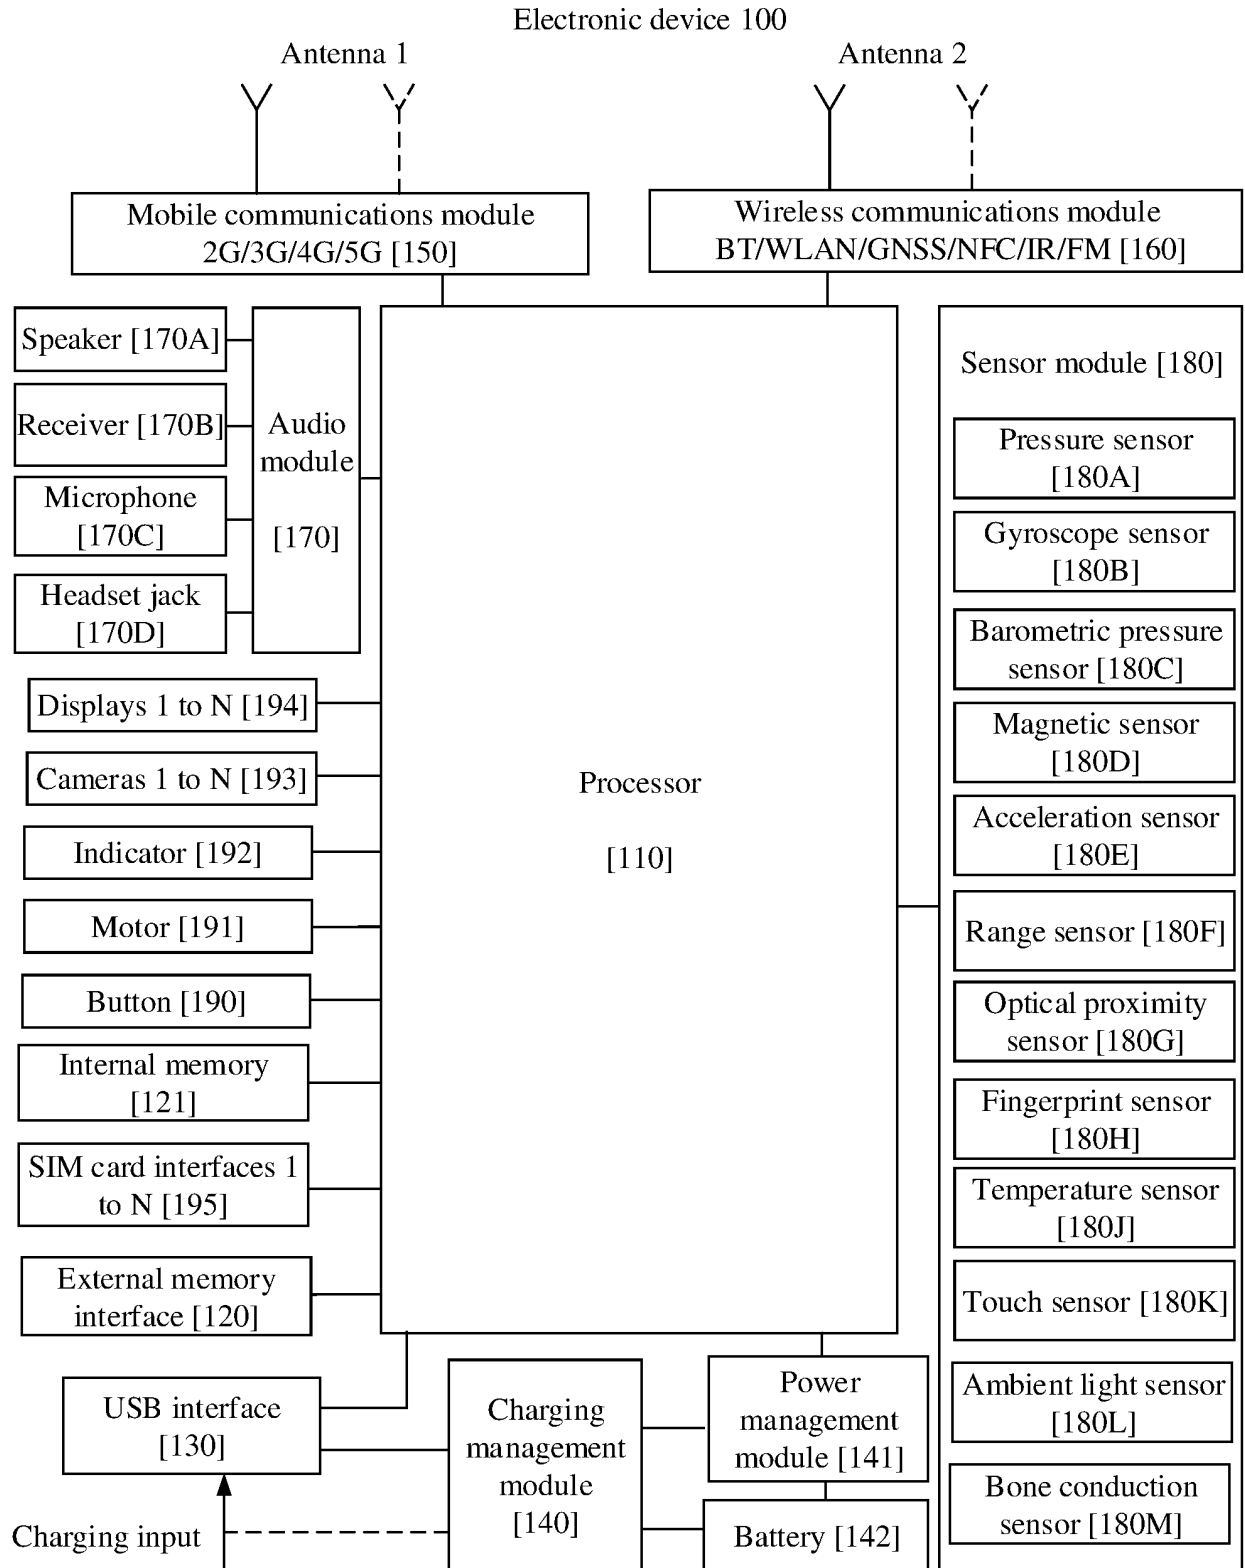 Electronic device 100
Antenna 1
Antenna 2
Mobile communications module
2G/3G/4G/5G [150]
Wireless communications module
BT/WLAN/GNSS/NFC/IR/FM [160]
Speaker [170A]
Receiver [170B]
Microphone
[170C]
Headset jack
[170D]
Audio
module
[170]
Displays 1 to N [194]
Cameras 1 to N [193]
Indicator [192]
Motor [191]
Button [190]
Internal memory
[121]
SIM card interfaces 1
to N [195]
External memory
interface [120]
Processor
[110]
Sensor module [180]
Pressure sensor
[180A]
Gyroscope sensor
[180B]
Barometric pressure
sensor [180C]
Magnetic sensor
[180D]
Acceleration sensor
[180E]
Range sensor [180F]
Optical proximity
sensor [180G]
Fingerprint sensor
[180H]
Temperature sensor
[180J]
Touch sensor [180K]
Ambient light sensor
[180L]
Bone conduction
sensor [180M]
USB interface
[130]
Charging input
Charging
management
module
[140]
Power
management
module [141]
Battery [142]